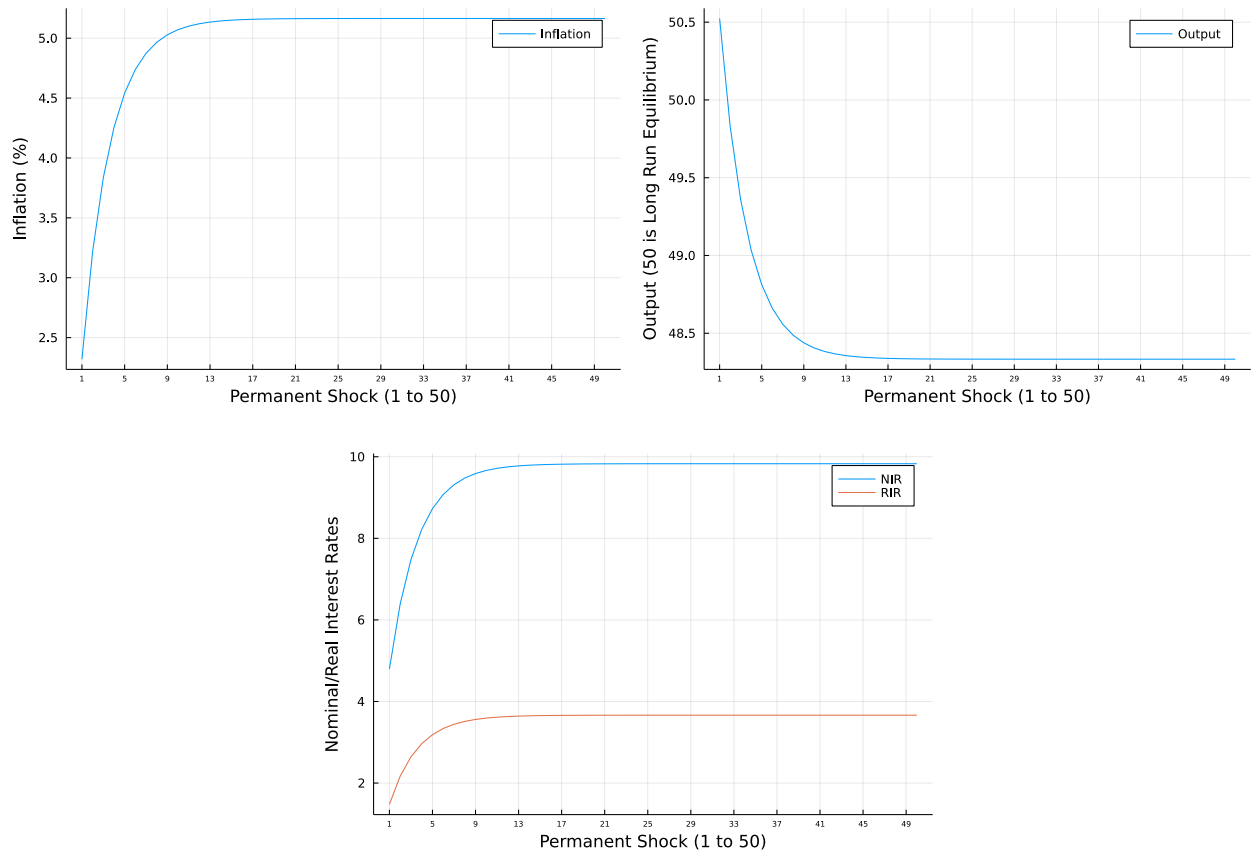 Inflation (%)
5.0
4.5
4.0
3.5
3.0
2.5
Inflation
1 5 9 13 17 21 25 29 33 37 41 45 49
Permanent Shock (1 to 50)
Output (50 is Long Run Equilibrium)
50.5
50.0
49.5
49.0
48.5
Output
1 5 9 13 17 21 25 29 33 37 41 45 49
Permanent Shock (1 to 50)
Nominal/Real Interest Rates
10
8
6
4
2
NIR
RIR
1 5 9 13 17 21 25 29 33 37 41 45 49
Permanent Shock (1 to 50)